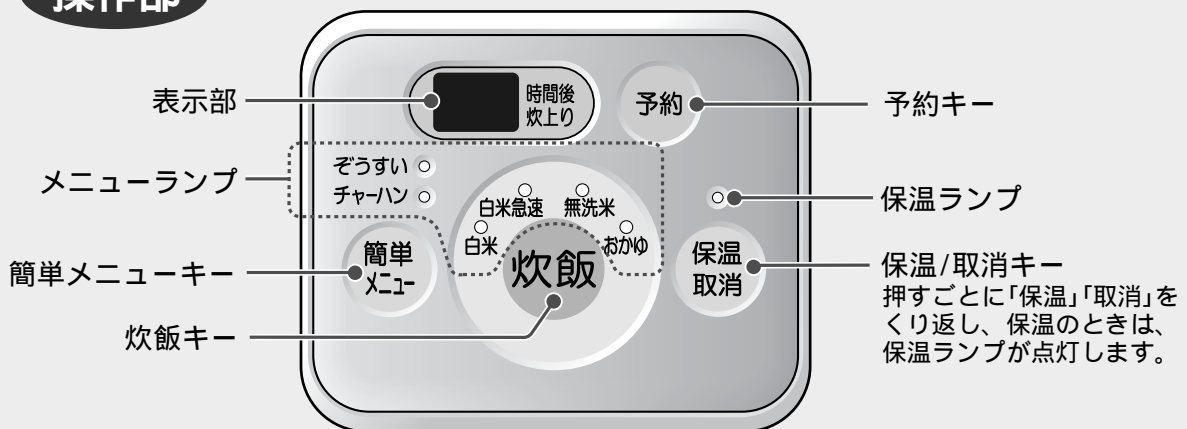 操作部
表示部
時間後
炊上り
予約
予約キー
メニューランプ
ぞうすい
チャーハン
白米急速
無洗米
白米
おかゆ
保温ランプ
簡単メニューキー
簡単
メニュー
炊飯
保温
取消
保温/取消キー
押すごとに「保温」「取消」を
くり返し、保温のときは、
保温ランプが点灯します。
炊飯キー